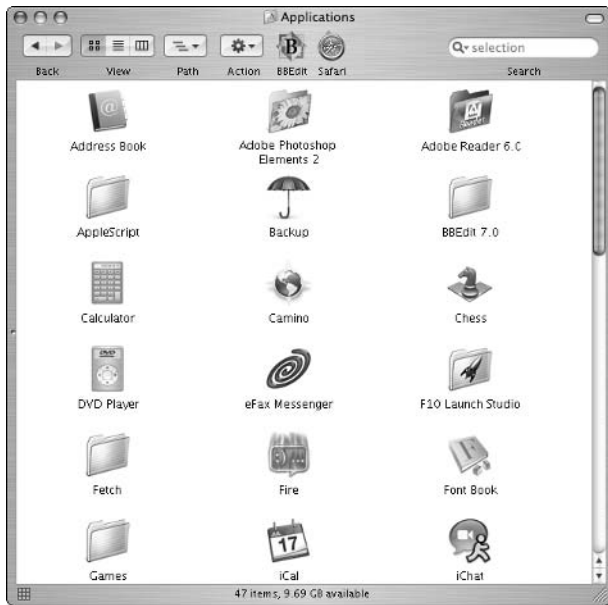 Applications
selection
Back View Path Action BBEdit Safari Search
Address Book
Adobe Photoshop Elements 2
Adobe Reader 6.0
AppleScript
Backup
BBEdit 7.0
Calculator
Camino
Chess
DVD Player
eFax Messenger
F10 Launch Studio
Fetch
Fire
Font Book
Games
17
iCal
iChat
47 items, 9.69 GB available